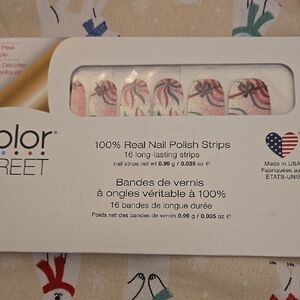 Peel
olor
REET
100% Real Nail Polish Strips
16 long-lasting strips
nail strips net wt 0.99 g / 0.035 oz e
Made in USA
Fabriquées au
ÉTATS-UNIS
Bandes de vernis
à ongles véritable à 100%
16 bandes de longue durée
Poids net des bandes de vernis 0.99 g / 0.035 oz e